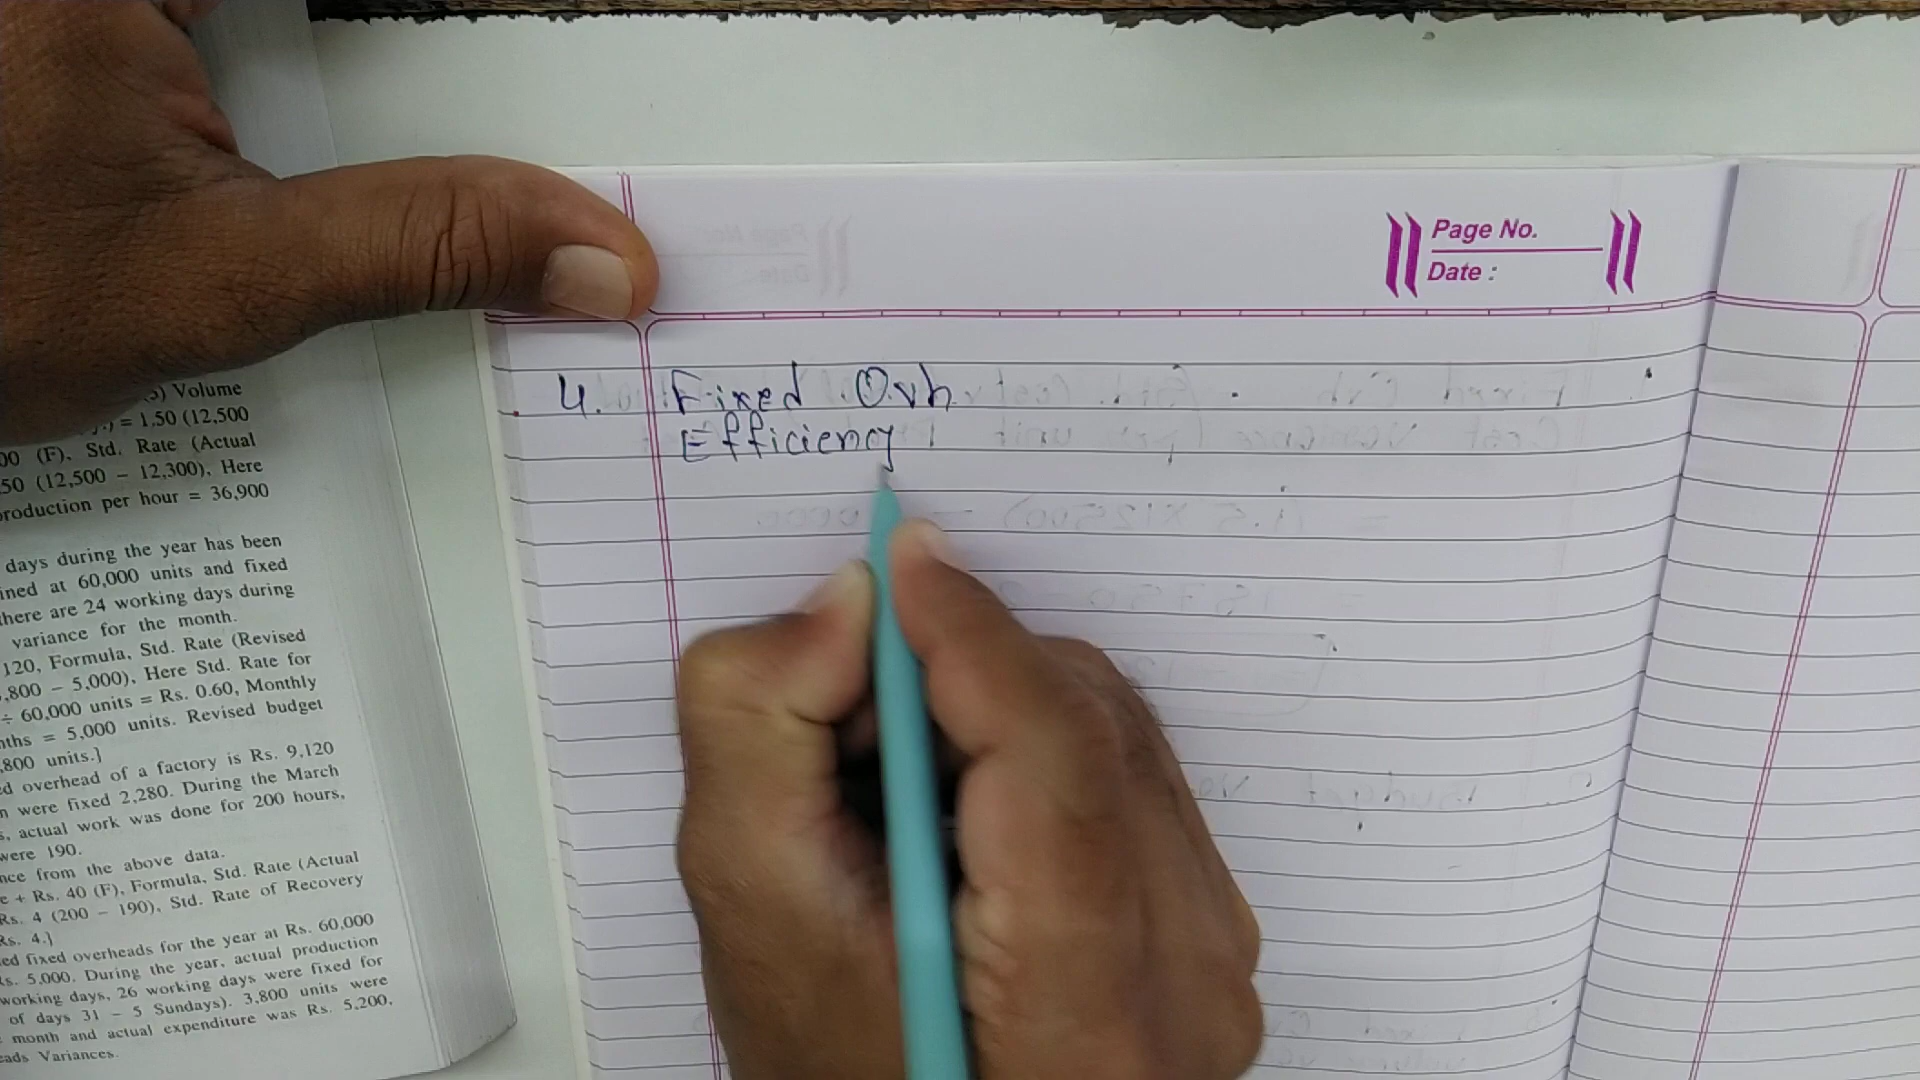 Page No.
Date :
4. Fixed Ovh
Efficiency
Volume
= 1.50 (12,500
00 (F), Std. Rate (Actual
50 (12,500 – 12,300), Here
roduction per hour = 36,900
days during the year has been
ined at 60,000 units and fixed
here are 24 working days during
variance for the month.
120, Formula, Std. Rate (Revised
,800 – 5,000), Here Std. Rate for
÷ 60,000 units = Rs. 0.60, Monthly
nths = 5,000 units. Revised budget
,800 units.]
ed overhead of a factory is Rs. 9,120
n were fixed 2,280. During the March
s, actual work was done for 200 hours,
were 190.
nce from the above data.
e + Rs. 40 (F), Formula, Std. Rate (Actual
Rs. 4 (200 – 190), Std. Rate of Recovery
Rs. 4.]
ed fixed overheads for the year at Rs. 60,000
s. 5,000. During the year, actual production
working days, 26 working days were fixed for
of days 31 – 5 Sundays). 3,800 units were
month and actual expenditure was Rs. 5,200.
eads Variances.